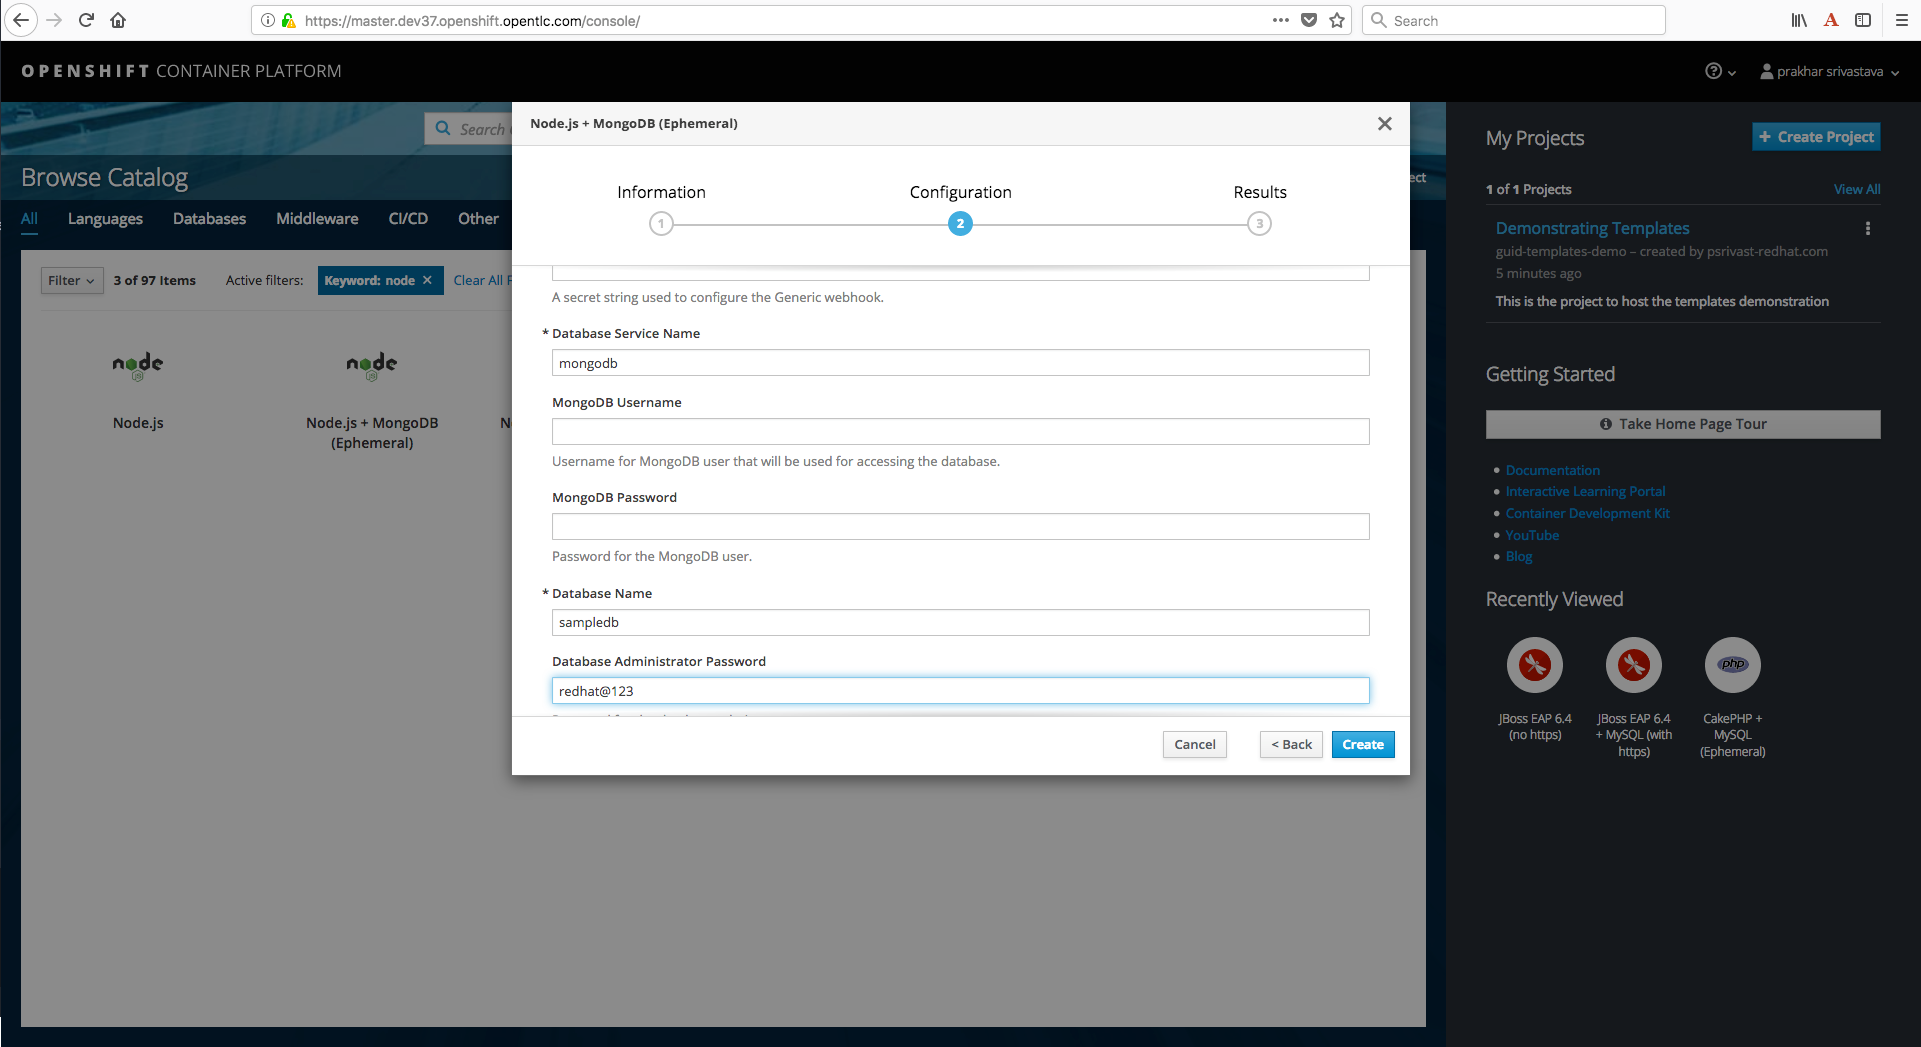 https://master.dev37.openshift.opentlc.com/console/
Search
OPENSHIFT CONTAINER PLATFORM
prakhar srivastava
Search
Browse Catalog
All Languages Databases Middleware CI/CD Other
Filter
3 of 97 Items
Active filters:
Keyword: node ✕
Clear All
node
JS
Node.js
node
JS
Node.js + MongoDB
(Ephemeral)
Node.js + MongoDB (Ephemeral)
Information
Configuration
Results
1
2
3
A secret string used to configure the Generic webhook.
* Database Service Name
mongodb
MongoDB Username
Username for MongoDB user that will be used for accessing the database.
MongoDB Password
Password for the MongoDB user.
* Database Name
sampledb
Database Administrator Password
redhat@123
Cancel
< Back
Create
My Projects
+ Create Project
1 of 1 Projects
View All
Demonstrating Templates
guid-templates-demo – created by psrivast-redhat.com
5 minutes ago
This is the project to host the templates demonstration
Getting Started
Take Home Page Tour
Documentation
Interactive Learning Portal
Container Development Kit
YouTube
Blog
Recently Viewed
php
JBoss EAP 6.4
(no https)
JBoss EAP 6.4
+ MySQL (with
https)
CakePHP +
MySQL
(Ephemeral)